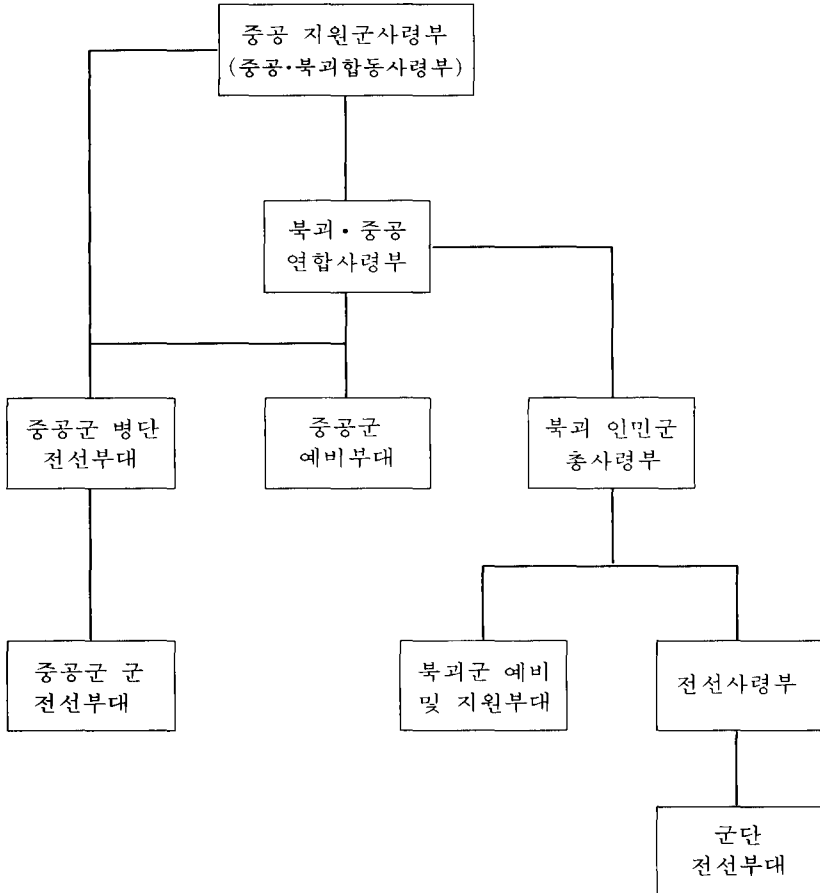 중공 지원군사령부
(중공·북괴합동사령부)
북괴·중공
연합사령부
중공군 병단
전선부대
중공군
예비부대
북괴 인민군
총사령부
중공군 군
전선부대
북괴군 예비
및 지원부대
전선사령부
군단
전선부대